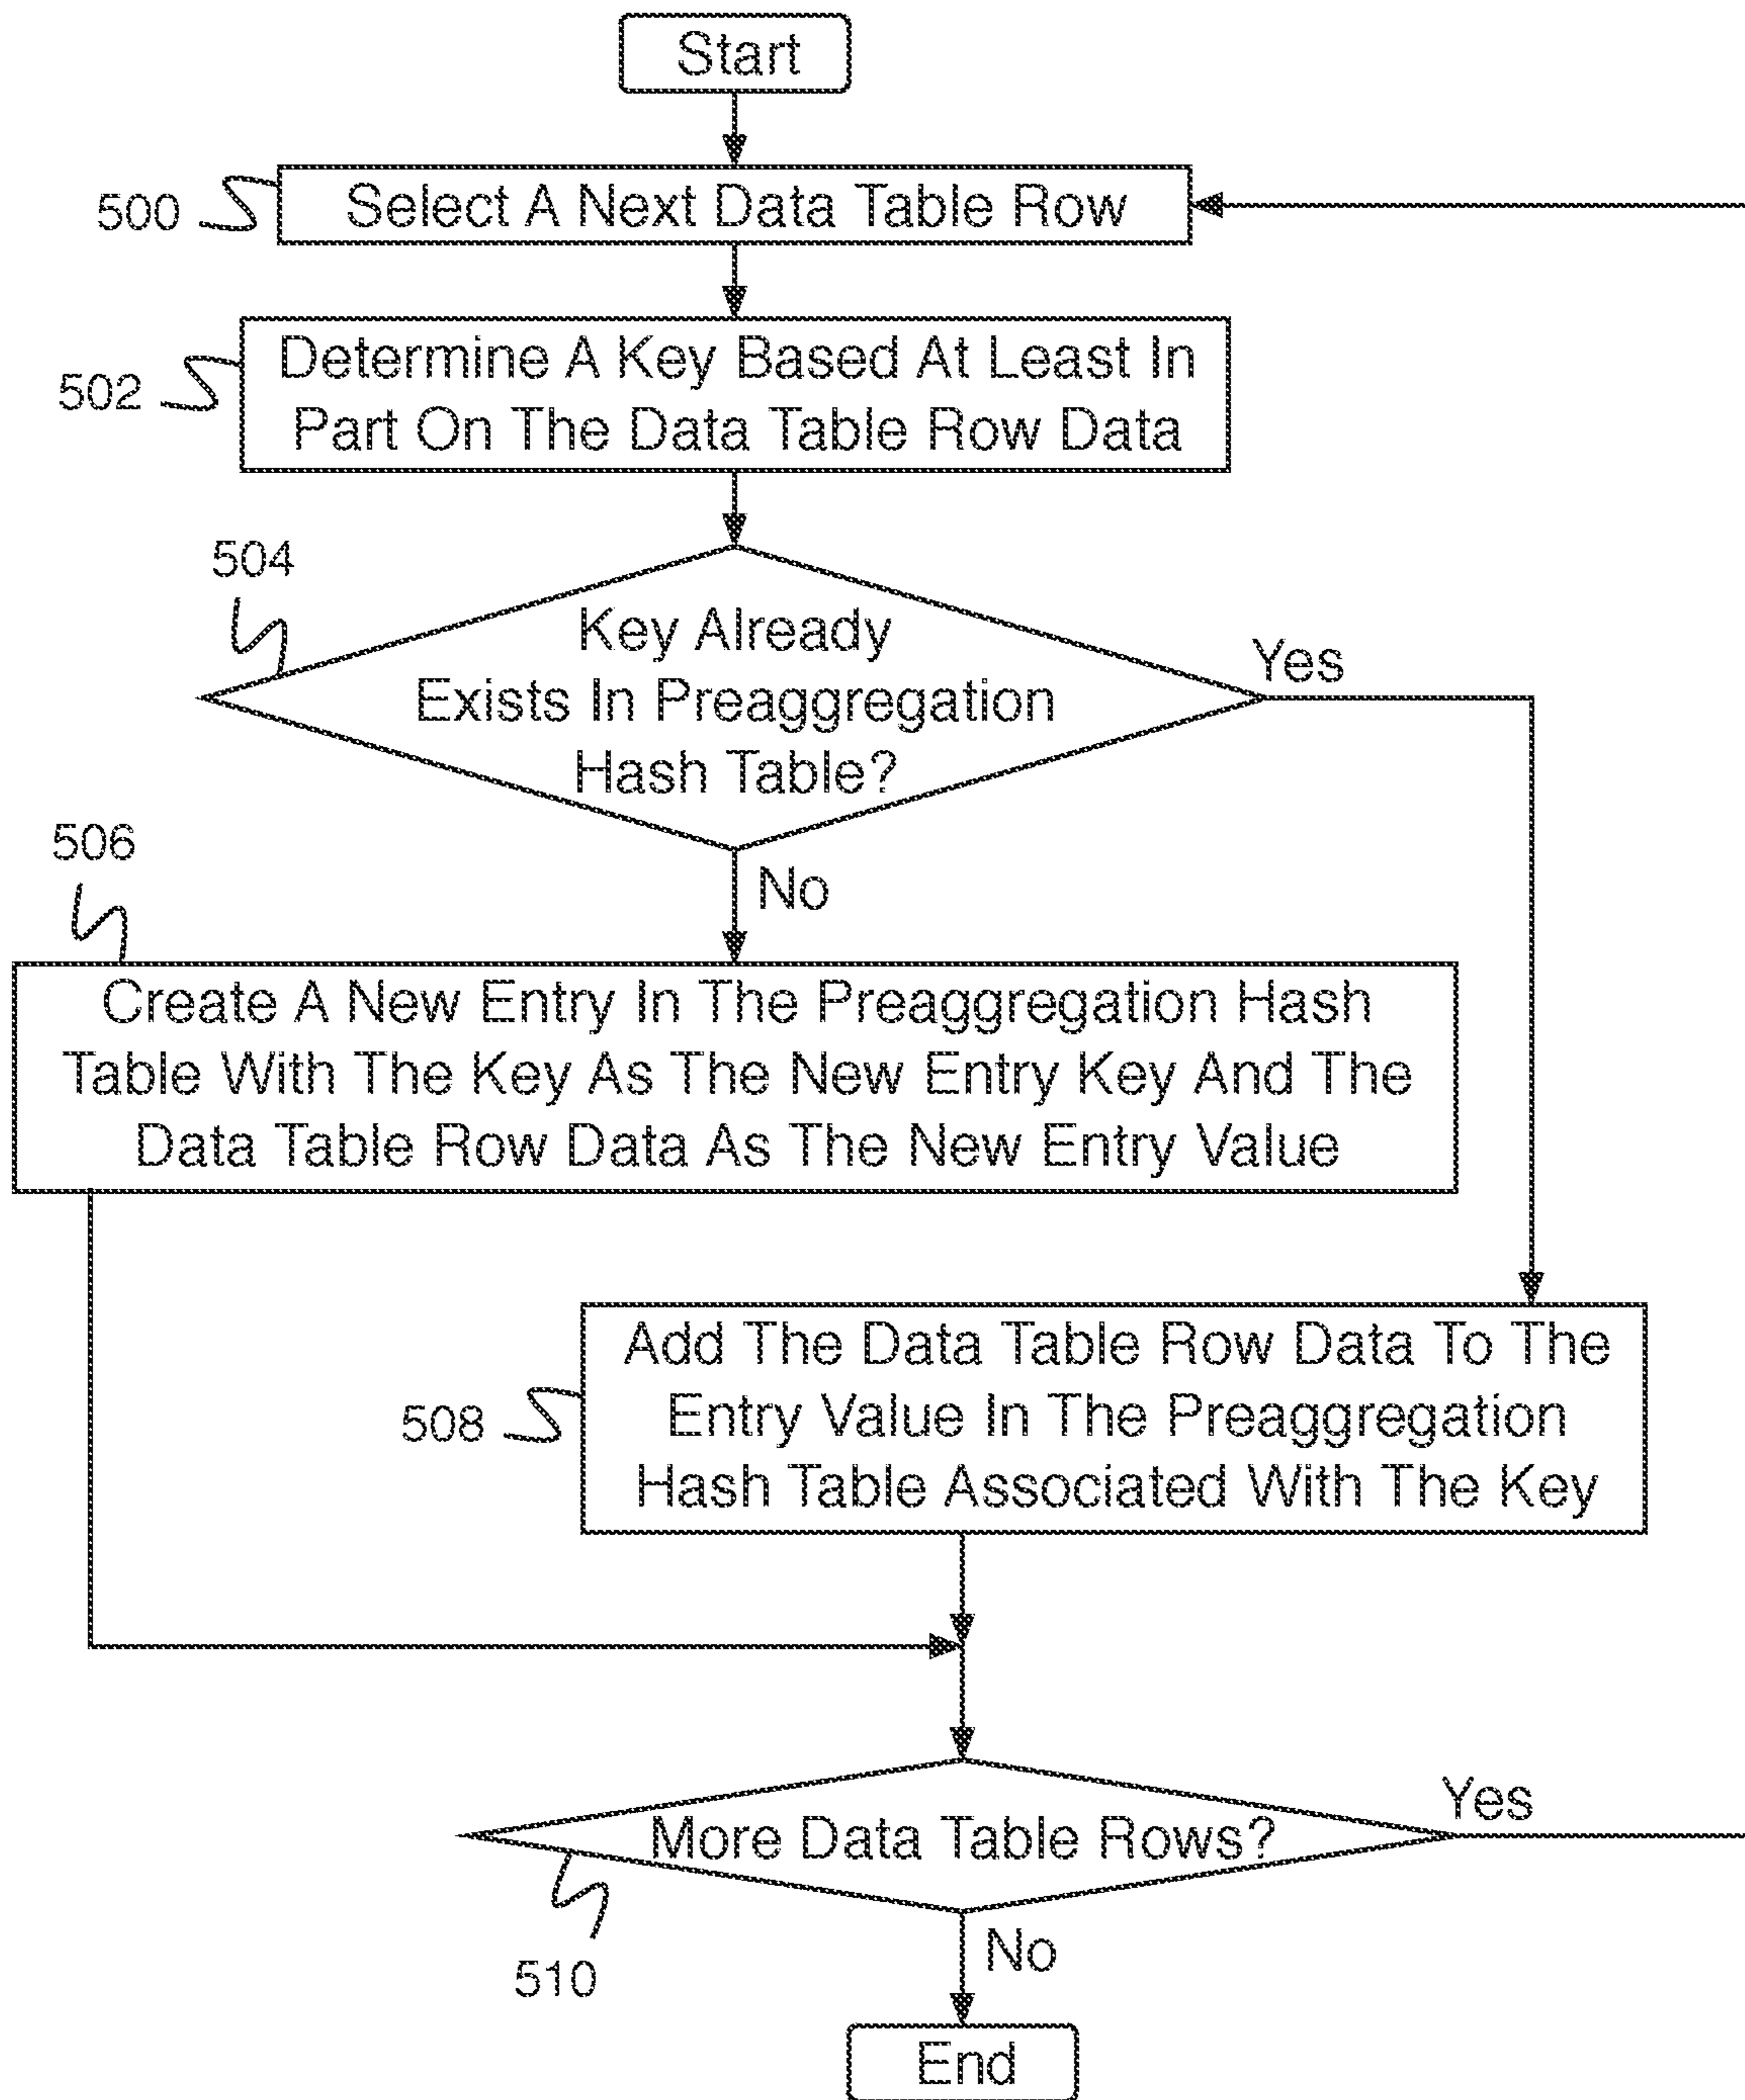 Start
500
Select A Next Data Table Row
502
Determine A Key Based At Least In
Part On The Data Table Row Data
504
Key Already
Exists In Preaggregation
Hash Table?
Yes
No
506
Create A New Entry In The Preaggregation Hash
Table With The Key As The New Entry Key And The
Data Table Row Data As The New Entry Value
508
Add The Data Table Row Data To The
Entry Value In The Preaggregation
Hash Table Associated With The Key
More Data Table Rows?
Yes
510
No
End